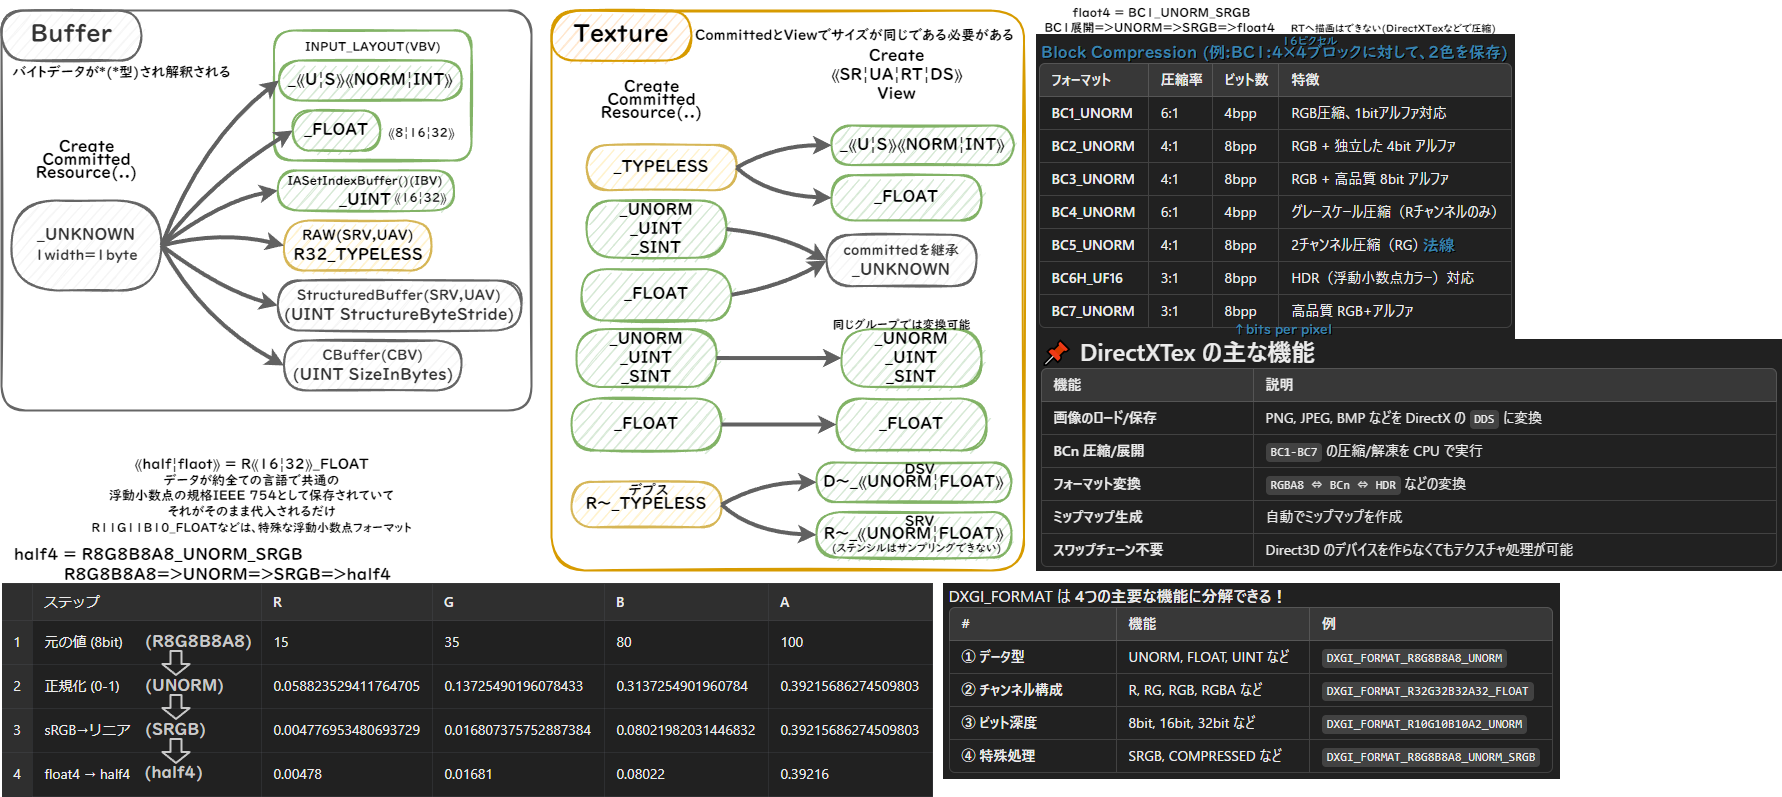 Buffer
バイトデータが*(*型)され解釈される
Create
Committed
Resource(..)
_UNKNOWN
1width=1byte
INPUT_LAYOUT(VBV)
_《U¦S》《NORM¦INT》
_FLOAT 《8¦16¦32》
IASetIndexBuffer()(IBV)
_UINT 《16¦32》
RAW(SRV,UAV)
R32_TYPELESS
StructuredBuffer(SRV,UAV)
(UINT StructureByteStride)
CBuffer(CBV)
(UINT SizeInBytes)
《half¦flaot》 = R《16¦32》_FLOAT
データが約全ての言語で共通の
浮動小数点の規格IEEE 754として保存されていて
それがそのまま代入されるだけ
R11G11B10_FLOATなどは、特殊な浮動小数点フォーマット
half4 = R8G8B8A8_UNORM_SRGB
R8G8B8A8=>UNORM=>SRGB=>half4
Texture
CommittedとViewでサイズが同じである必要がある
Create
Committed
Resource(..)
Create
《SR¦UA¦RT¦DS》
View
_TYPELESS
_《U¦S》《NORM¦INT》
_FLOAT
_UNORM
_UINT
_SINT
_FLOAT
committedを継承
_UNKNOWN
同じグループでは変換可能
_UNORM
_UINT
_SINT
_UNORM
_UINT
_SINT
_FLOAT
_FLOAT
デプス
R～_TYPELESS
DSV
D～_《UNORM¦FLOAT》
SRV
R～_《UNORM¦FLOAT》
(ステンシルはサンプリングできない)
flaot4 = BC1_UNORM_SRGB
BC1展開=>UNORM=>SRGB=>float4 RTへ描画はできない(DirectXTexなどで圧縮)
16ピクセル
Block Compression (例:BC1:4×4ブロックに対して、2色を保存)
フォーマット 圧縮率 ビット数 特徴
BC1_UNORM 6:1 4bpp RGB圧縮、1bitアルファ対応
BC2_UNORM 4:1 8bpp RGB + 独立した 4bit アルファ
BC3_UNORM 4:1 8bpp RGB + 高品質 8bit アルファ
BC4_UNORM 6:1 4bpp グレースケール圧縮（Rチャンネルのみ）
BC5_UNORM 4:1 8bpp 2チャンネル圧縮（RG）法線
BC6H_UF16 3:1 8bpp HDR（浮動小数点カラー）対応
BC7_UNORM 3:1 8bpp 高品質 RGB+アルファ
↑bits per pixel
📌 DirectXTex の主な機能
機能 説明
画像のロード/保存 PNG, JPEG, BMP などを DirectX の DDS に変換
BCn 圧縮/展開 BC1-BC7 の圧縮/解凍を CPU で実行
フォーマット変換 RGBA8 ⇔ BCn ⇔ HDR などの変換
ミップマップ生成 自動でミップマップを作成
スワップチェーン不要 Direct3D のデバイスを作らなくてもテクスチャ処理が可能
ステップ R G B A
1 元の値 (8bit) (R8G8B8A8) 15 35 80 100
2 正規化 (0-1) (UNORM) 0.058823529411764705 0.13725490196078433 0.3137254901960784 0.39215686274509803
3 sRGB→リニア (SRGB) 0.004776953480693729 0.016807375752887384 0.08021982031446832 0.39215686274509803
4 float4 → half4 (half4) 0.00478 0.01681 0.08022 0.39216
DXGI_FORMAT は 4つの主要な機能に分解できる！
# 機能 例
① データ型 UNORM, FLOAT, UINT など DXGI_FORMAT_R8G8B8A8_UNORM
② チャンネル構成 R, RG, RGB, RGBA など DXGI_FORMAT_R32G32B32A32_FLOAT
③ ビット深度 8bit, 16bit, 32bit など DXGI_FORMAT_R10G10B10A2_UNORM
④ 特殊処理 SRGB, COMPRESSED など DXGI_FORMAT_R8G8B8A8_UNORM_SRGB